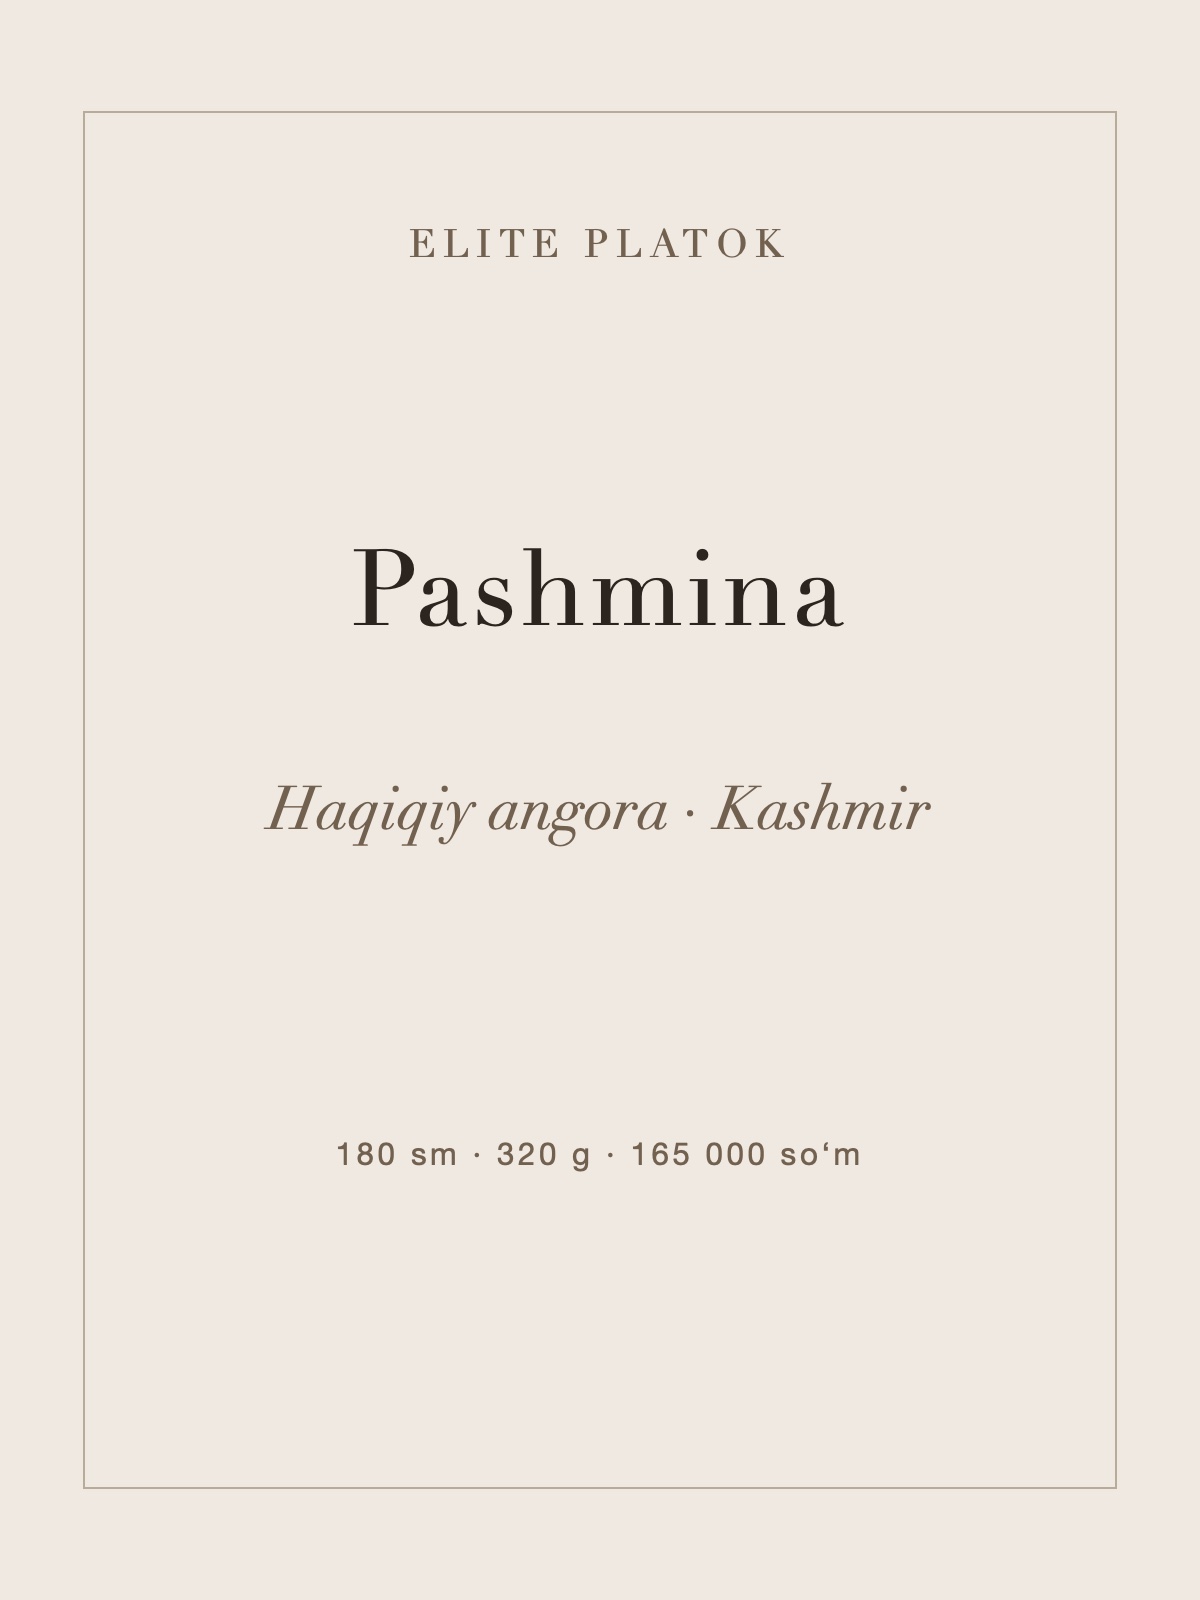 ELITE PLATOK
Pashmina
Haqiqiy angora · Kashmir
180 sm · 320 g · 165 000 so‘m